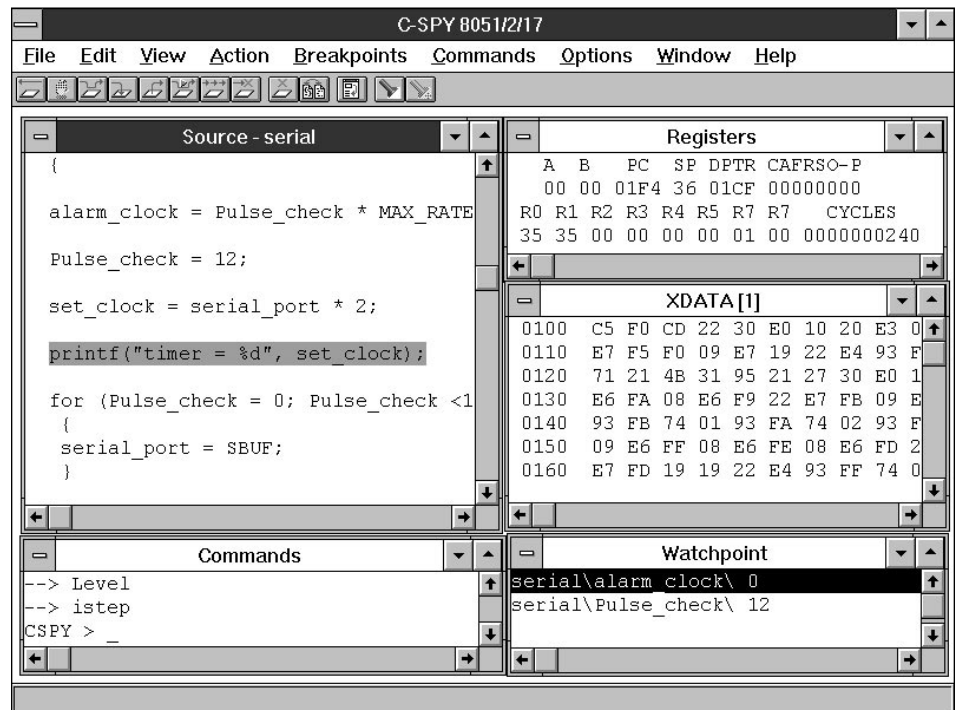 C-SPY 8051/2/17
File Edit View Action Breakpoints Commands Options Window Help
Source - serial
{
alarm_clock = Pulse_check * MAX_RATE
Pulse_check = 12;
set_clock = serial_port * 2;
printf("timer = %d", set_clock);
for (Pulse_check = 0; Pulse_check <1
{
serial_port = SBUF;
}
Registers
A B PC SP DPTR CAFRSO-P
00 00 01F4 36 01CF 00000000
R0 R1 R2 R3 R4 R5 R7 R7 CYCLES
35 35 00 00 00 00 01 00 0000000240
XDATA [1]
0100 C5 F0 CD 22 30 E0 10 20 E3 0
0110 E7 F5 F0 09 E7 19 22 E4 93 F
0120 71 21 4B 31 95 21 27 30 E0 1
0130 E6 FA 08 E6 F9 22 E7 FB 09 E
0140 93 FB 74 01 93 FA 74 02 93 F
0150 09 E6 FF 08 E6 FE 08 E6 FD 2
0160 E7 FD 19 19 22 E4 93 FF 74 0
Commands
--> Level
--> istep
CSPY > _
Watchpoint
serial\alarm_clock\ 0
serial\Pulse_check\ 12